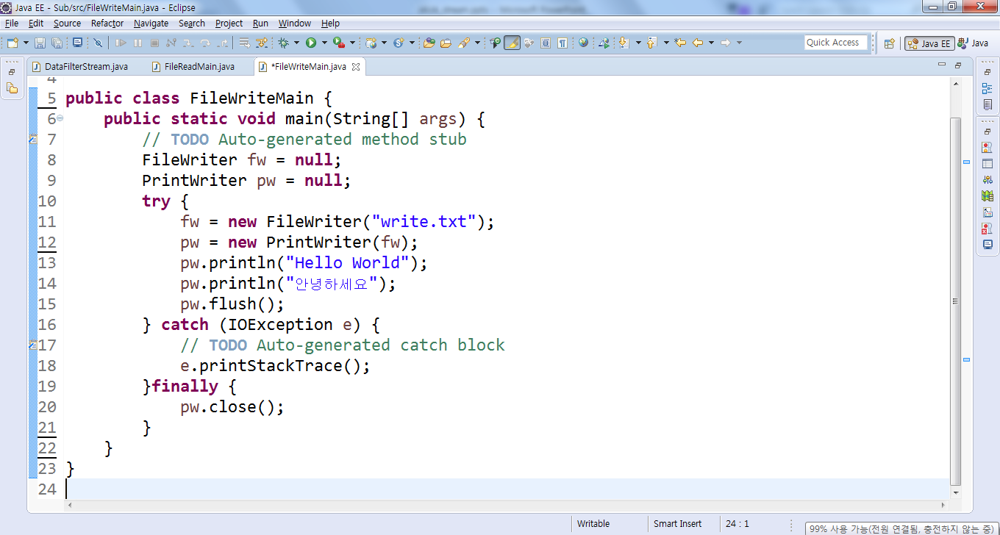 Java EE - Sub/src/FileWriteMain.java - Eclipse
File Edit Source Refactor Navigate Search Project Run Window Help
Quick Access Java EE Java
DataFilterStream.java FileReadMain.java *FileWriteMain.java
4
5 public class FileWriteMain {
6 public static void main(String[] args) {
7 // TODO Auto-generated method stub
8 FileWriter fw = null;
9 PrintWriter pw = null;
10 try {
11 fw = new FileWriter("write.txt");
12 pw = new PrintWriter(fw);
13 pw.println("Hello World");
14 pw.println("안녕하세요");
15 pw.flush();
16 } catch (IOException e) {
17 // TODO Auto-generated catch block
18 e.printStackTrace();
19 }finally {
20 pw.close();
21 }
22 }
23 }
24
Writable Smart Insert 24 : 1
99% 사용 가능(전원 연결됨, 충전하지 않는 중)